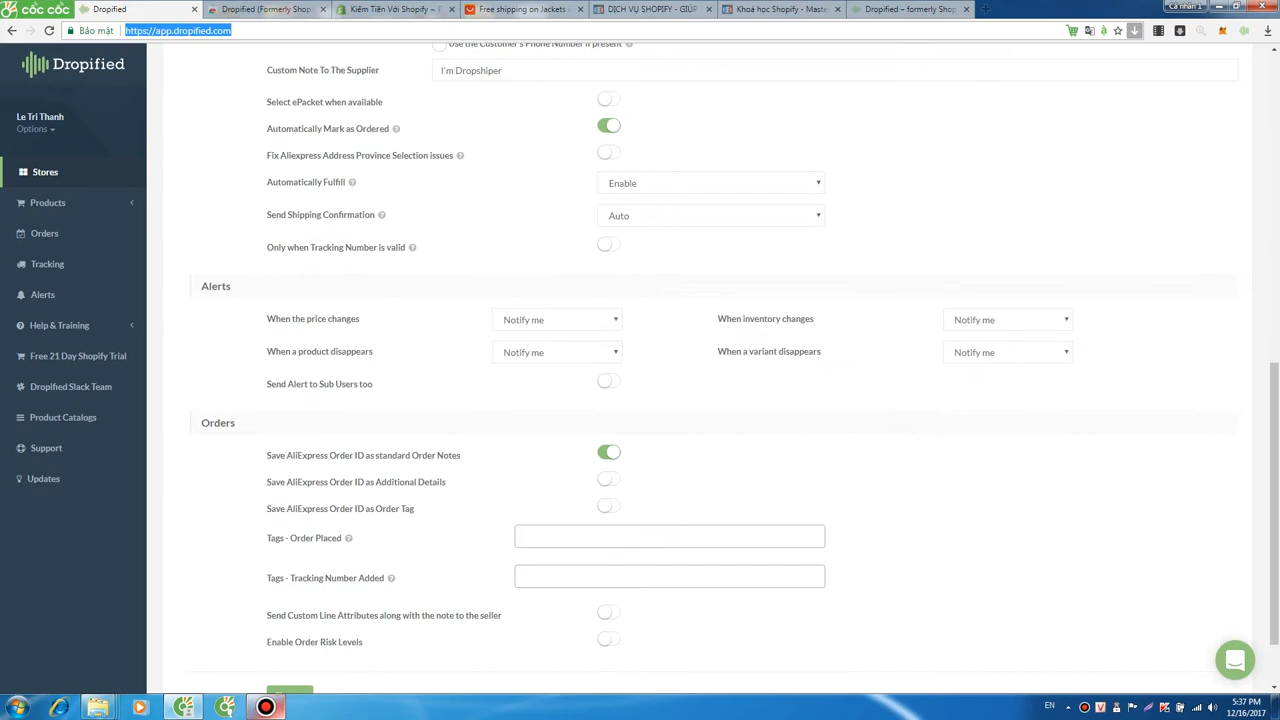 Dropified
Dropified (Formerly Shop
Kiếm Tiền Với Shopify –
Free shipping on Jackets
DỊCH VỤ SHOPIFY - GIÚP
Khoá học Shopify - Maste
Dropified – formerly Sho
Cá nhân 1
Bảo mật
https://app.dropified.com
Dropified
Le Tri Thanh
Options
Stores
Products
Orders
Tracking
Alerts
Help & Training
Free 21 Day Shopify Trial
Dropified Slack Team
Product Catalogs
Support
Updates
Use the Customer's Phone Number if present
Custom Note To The Supplier
I'm Dropshiper
Select ePacket when available
Automatically Mark as Ordered
Fix Aliexpress Address Province Selection issues
Automatically Fulfill
Enable
Send Shipping Confirmation
Auto
Only when Tracking Number is valid
Alerts
When the price changes
Notify me
When inventory changes
Notify me
When a product disappears
Notify me
When a variant disappears
Notify me
Send Alert to Sub Users too
Orders
Save AliExpress Order ID as standard Order Notes
Save AliExpress Order ID as Additional Details
Save AliExpress Order ID as Order Tag
Tags - Order Placed
Tags - Tracking Number Added
Send Custom Line Attributes along with the note to the seller
Enable Order Risk Levels
EN
5:37 PM
12/16/2017